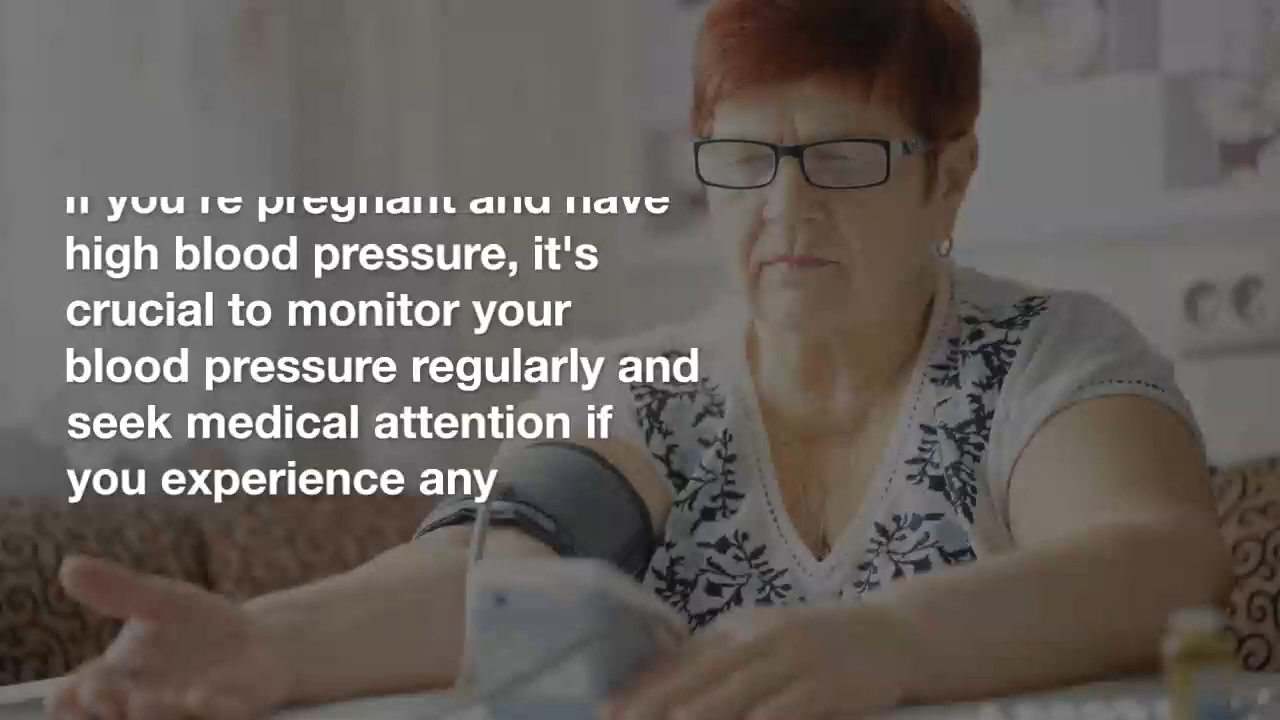 If you're pregnant and have
high blood pressure, it's
crucial to monitor your
blood pressure regularly and
seek medical attention if
you experience any